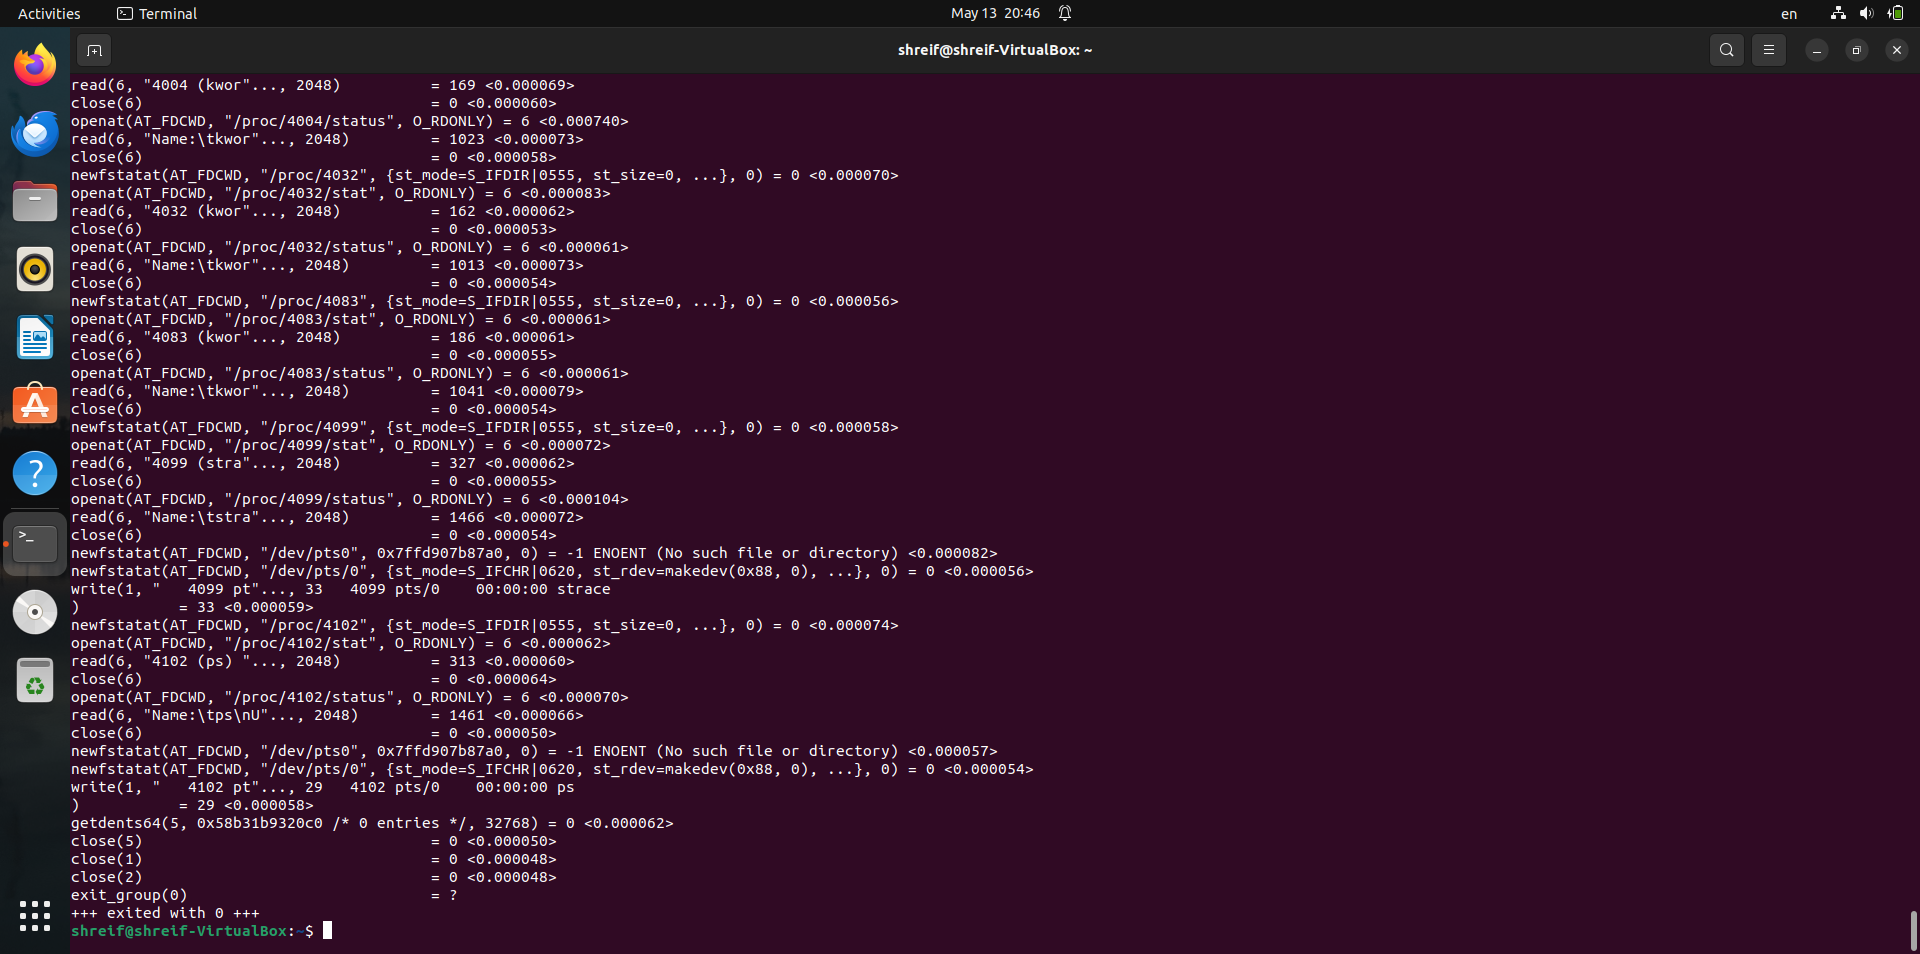 Activities Terminal May 13 20:46 en
shreif@shreif-VirtualBox: ~
read(6, "4004 (kwor"..., 2048)          = 169 <0.000069>
close(6)                                = 0 <0.000060>
openat(AT_FDCWD, "/proc/4004/status", O_RDONLY) = 6 <0.000740>
read(6, "Name:\tkwor"..., 2048)         = 1023 <0.000073>
close(6)                                = 0 <0.000058>
newfstatat(AT_FDCWD, "/proc/4032", {st_mode=S_IFDIR|0555, st_size=0, ...}, 0) = 0 <0.000070>
openat(AT_FDCWD, "/proc/4032/stat", O_RDONLY) = 6 <0.000083>
read(6, "4032 (kwor"..., 2048)          = 162 <0.000062>
close(6)                                = 0 <0.000053>
openat(AT_FDCWD, "/proc/4032/status", O_RDONLY) = 6 <0.000061>
read(6, "Name:\tkwor"..., 2048)         = 1013 <0.000073>
close(6)                                = 0 <0.000054>
newfstatat(AT_FDCWD, "/proc/4083", {st_mode=S_IFDIR|0555, st_size=0, ...}, 0) = 0 <0.000056>
openat(AT_FDCWD, "/proc/4083/stat", O_RDONLY) = 6 <0.000061>
read(6, "4083 (kwor"..., 2048)          = 186 <0.000061>
close(6)                                = 0 <0.000055>
openat(AT_FDCWD, "/proc/4083/status", O_RDONLY) = 6 <0.000061>
read(6, "Name:\tkwor"..., 2048)         = 1041 <0.000079>
close(6)                                = 0 <0.000054>
newfstatat(AT_FDCWD, "/proc/4099", {st_mode=S_IFDIR|0555, st_size=0, ...}, 0) = 0 <0.000058>
openat(AT_FDCWD, "/proc/4099/stat", O_RDONLY) = 6 <0.000072>
read(6, "4099 (stra"..., 2048)          = 327 <0.000062>
close(6)                                = 0 <0.000055>
openat(AT_FDCWD, "/proc/4099/status", O_RDONLY) = 6 <0.000104>
read(6, "Name:\tstra"..., 2048)         = 1466 <0.000072>
close(6)                                = 0 <0.000054>
newfstatat(AT_FDCWD, "/dev/pts0", 0x7ffd907b87a0, 0) = -1 ENOENT (No such file or directory) <0.000082>
newfstatat(AT_FDCWD, "/dev/pts/0", {st_mode=S_IFCHR|0620, st_rdev=makedev(0x88, 0), ...}, 0) = 0 <0.000056>
write(1, "   4099 pt"..., 33   4099 pts/0    00:00:00 strace
)           = 33 <0.000059>
newfstatat(AT_FDCWD, "/proc/4102", {st_mode=S_IFDIR|0555, st_size=0, ...}, 0) = 0 <0.000074>
openat(AT_FDCWD, "/proc/4102/stat", O_RDONLY) = 6 <0.000062>
read(6, "4102 (ps) "..., 2048)          = 313 <0.000060>
close(6)                                = 0 <0.000064>
openat(AT_FDCWD, "/proc/4102/status", O_RDONLY) = 6 <0.000070>
read(6, "Name:\tps\nU"..., 2048)        = 1461 <0.000066>
close(6)                                = 0 <0.000050>
newfstatat(AT_FDCWD, "/dev/pts0", 0x7ffd907b87a0, 0) = -1 ENOENT (No such file or directory) <0.000057>
newfstatat(AT_FDCWD, "/dev/pts/0", {st_mode=S_IFCHR|0620, st_rdev=makedev(0x88, 0), ...}, 0) = 0 <0.000054>
write(1, "   4102 pt"..., 29   4102 pts/0    00:00:00 ps
)           = 29 <0.000058>
getdents64(5, 0x58b31b9320c0 /* 0 entries */, 32768) = 0 <0.000062>
close(5)                                = 0 <0.000050>
close(1)                                = 0 <0.000048>
close(2)                                = 0 <0.000048>
exit_group(0)                           = ?
+++ exited with 0 +++
shreif@shreif-VirtualBox:~$